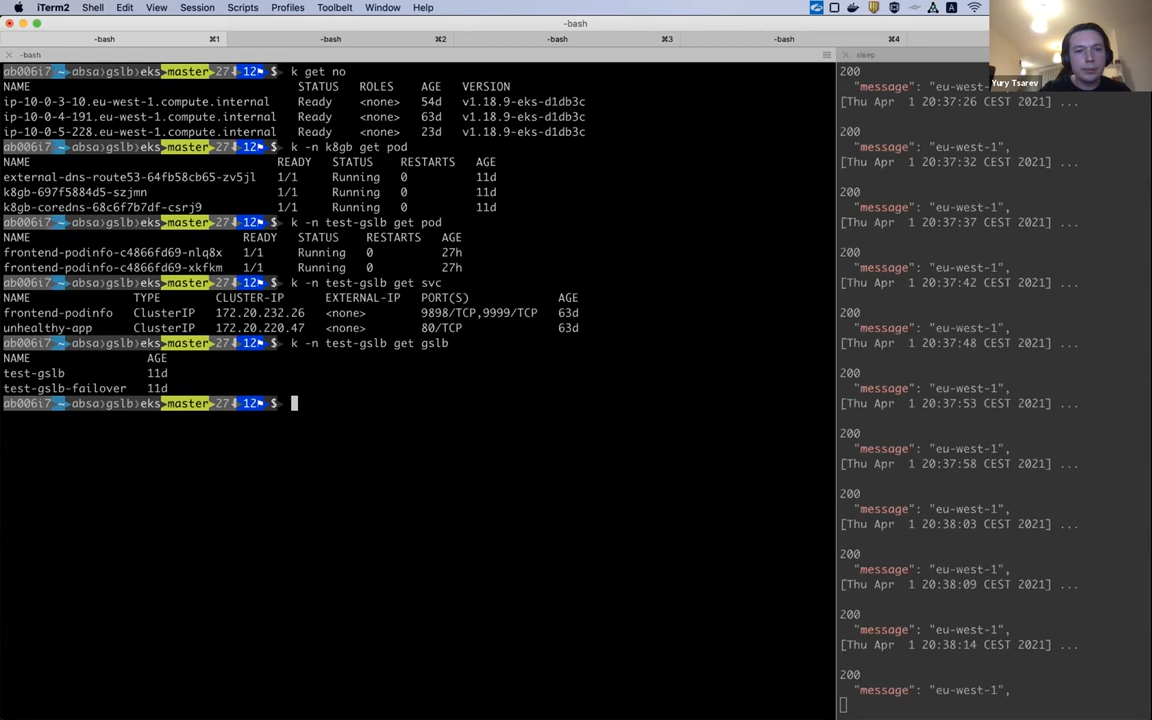 iTerm2 Shell Edit View Session Scripts Profiles Toolbelt Window Help
-bash
-bash ⌘1 -bash ⌘2 -bash ⌘3 -bash ⌘4
-bash
sleep
Yury Tsarev
ab006i7 ~ absa gslb eks master 27 12 $ k get no
NAME STATUS ROLES AGE VERSION
ip-10-0-3-10.eu-west-1.compute.internal Ready <none> 54d v1.18.9-eks-d1db3c
ip-10-0-4-191.eu-west-1.compute.internal Ready <none> 63d v1.18.9-eks-d1db3c
ip-10-0-5-228.eu-west-1.compute.internal Ready <none> 23d v1.18.9-eks-d1db3c
ab006i7 ~ absa gslb eks master 27 12 $ k -n k8gb get pod
NAME READY STATUS RESTARTS AGE
external-dns-route53-64fb58cb65-zv5jl 1/1 Running 0 11d
k8gb-697f5884d5-szjmn 1/1 Running 0 11d
k8gb-coredns-68c6f7b7df-csrj9 1/1 Running 0 11d
ab006i7 ~ absa gslb eks master 27 12 $ k -n test-gslb get pod
NAME READY STATUS RESTARTS AGE
frontend-podinfo-c4866fd69-nlq8x 1/1 Running 0 27h
frontend-podinfo-c4866fd69-xkfkm 1/1 Running 0 27h
ab006i7 ~ absa gslb eks master 27 12 $ k -n test-gslb get svc
NAME TYPE CLUSTER-IP EXTERNAL-IP PORT(S) AGE
frontend-podinfo ClusterIP 172.20.232.26 <none> 9898/TCP,9999/TCP 63d
unhealthy-app ClusterIP 172.20.220.47 <none> 80/TCP 63d
ab006i7 ~ absa gslb eks master 27 12 $ k -n test-gslb get gslb
NAME AGE
test-gslb 11d
test-gslb-failover 11d
ab006i7 ~ absa gslb eks master 27 12 $
200
"message": "eu-west-1",
[Thu Apr 1 20:37:26 CEST 2021] ...
200
"message": "eu-west-1",
[Thu Apr 1 20:37:32 CEST 2021] ...
200
"message": "eu-west-1",
[Thu Apr 1 20:37:37 CEST 2021] ...
200
"message": "eu-west-1",
[Thu Apr 1 20:37:43 CEST 2021] ...
200
"message": "eu-west-1",
[Thu Apr 1 20:37:48 CEST 2021] ...
200
"message": "eu-west-1",
[Thu Apr 1 20:37:53 CEST 2021] ...
200
"message": "eu-west-1",
[Thu Apr 1 20:37:58 CEST 2021] ...
200
"message": "eu-west-1",
[Thu Apr 1 20:38:03 CEST 2021] ...
200
"message": "eu-west-1",
[Thu Apr 1 20:38:09 CEST 2021] ...
200
"message": "eu-west-1",
[Thu Apr 1 20:38:14 CEST 2021] ...
200
"message": "eu-west-1",